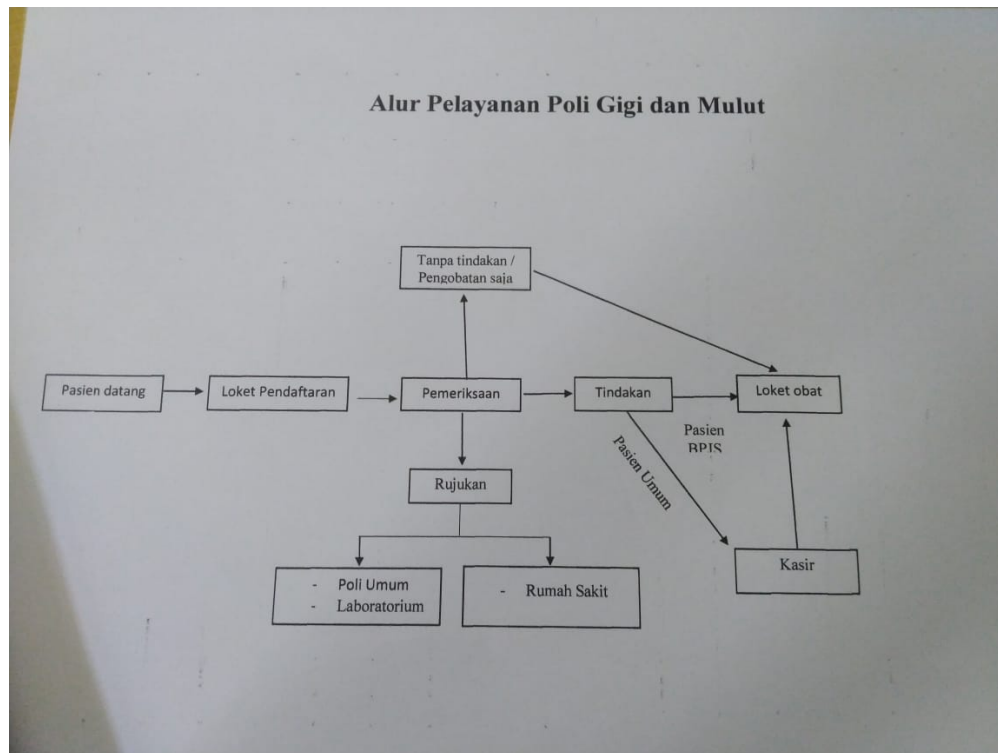 Alur Pelayanan Poli Gigi dan Mulut
Tanpa tindakan /
Pengobatan saja
Pasien datang
Loket Pendaftaran
Pemeriksaan
Tindakan
Loket obat
Pasien
BPJS
Pasien Umum
Rujukan
Kasir
- Poli Umum
- Laboratorium
- Rumah Sakit